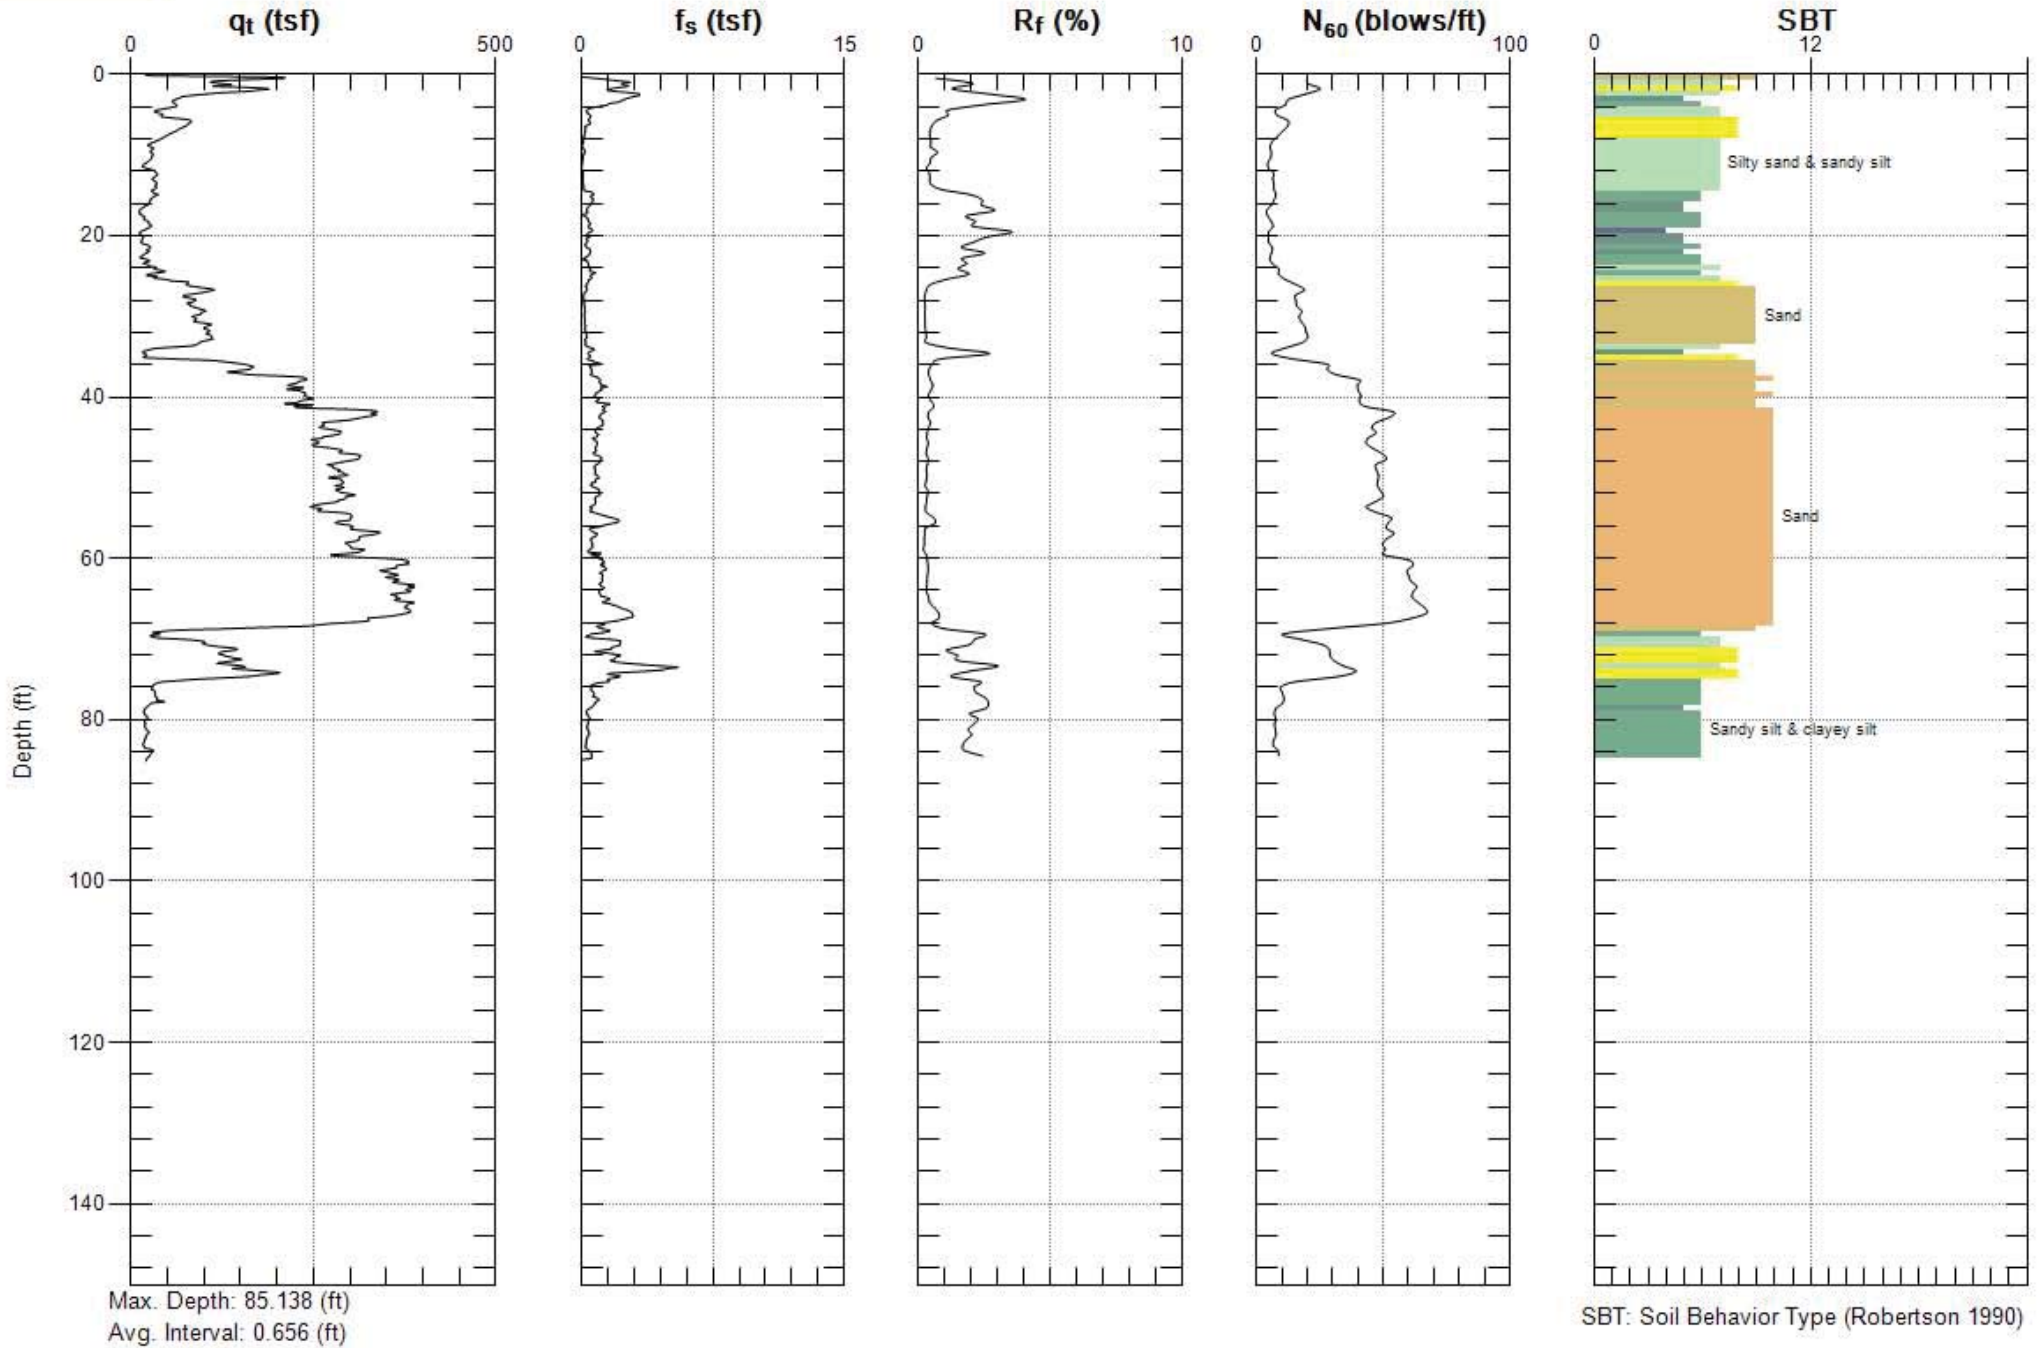 qt (tsf) fs (tsf) Rf (%) N60 (blows/ft) SBT
0 500 0 15 0 10 0 100 0 12
0
20
40
60
80
100
120
140
Depth (ft)
Silty sand & sandy silt
Sand
Sand
Sandy silt & clayey silt
Max. Depth: 85.138 (ft)
Avg. Interval: 0.656 (ft)
SBT: Soil Behavior Type (Robertson 1990)